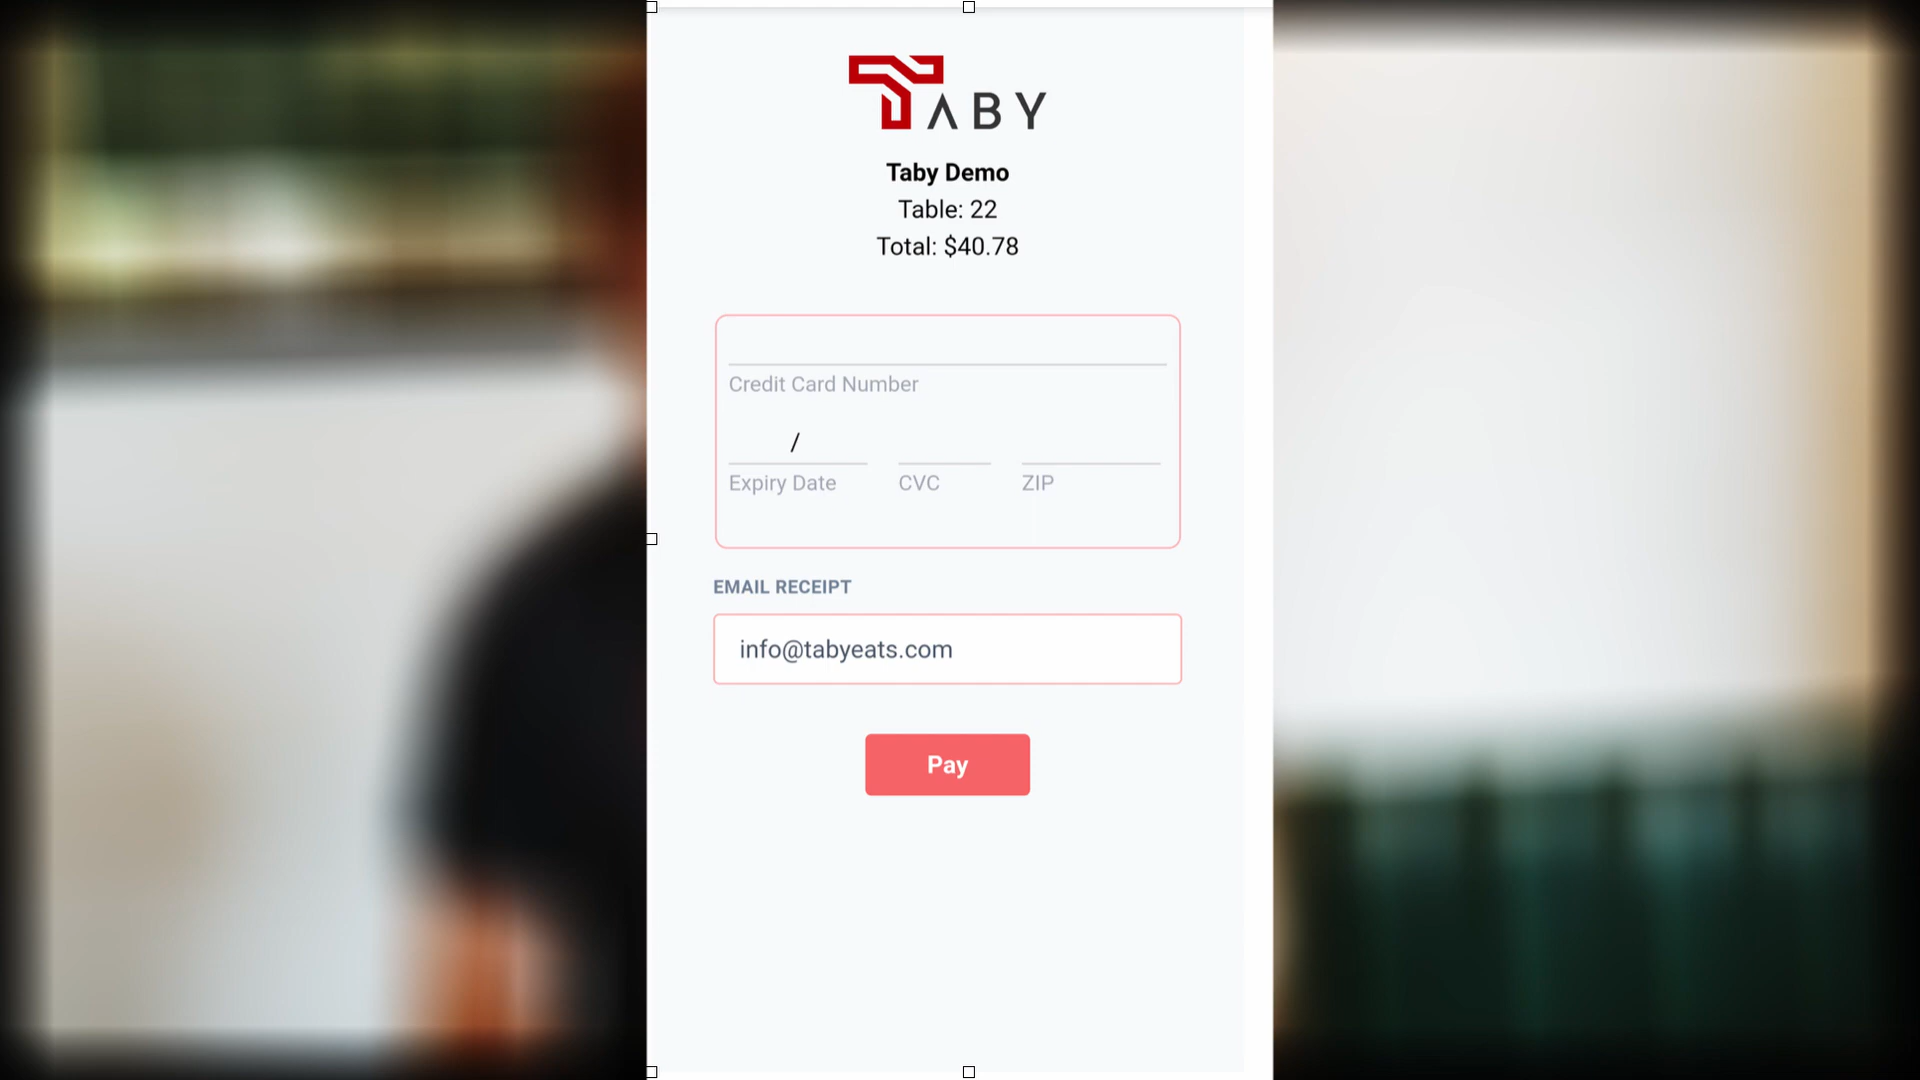 TABY
Taby Demo
Table: 22
Total: $40.78
Credit Card Number
/
Expiry Date CVC ZIP
EMAIL RECEIPT
info@tabyeats.com
Pay